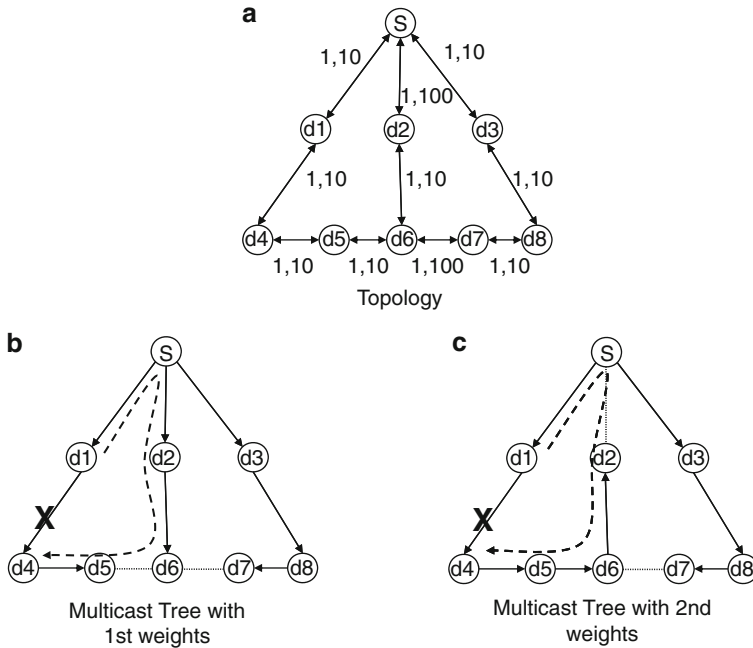 a
S
1,10
1,10
1,100
d1
d2
d3
1,10
1,10
1,10
d4
d5
d6
d7
d8
1,10
1,10
1,100
1,10
Topology
b
S
d1
d2
d3
X
d4
d5
d6
d7
d8
Multicast Tree with
1st weights
c
S
d1
d2
d3
X
d4
d5
d6
d7
d8
Multicast Tree with 2nd
weights